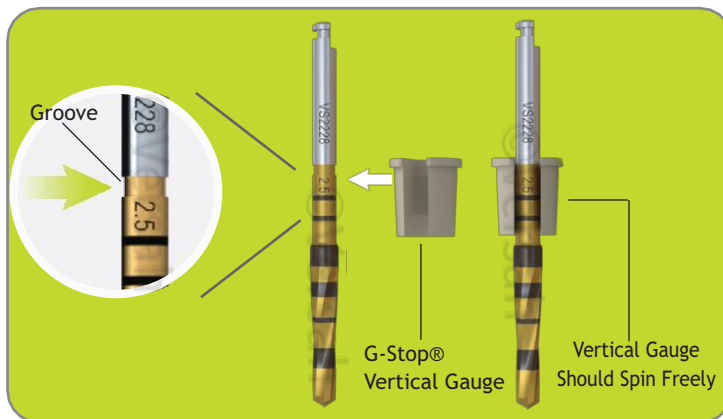 Groove
228
2.5
VS2228
2.5
G-Stop®
Vertical Gauge
VS2228
2.5
Vertical Gauge
Should Spin Freely